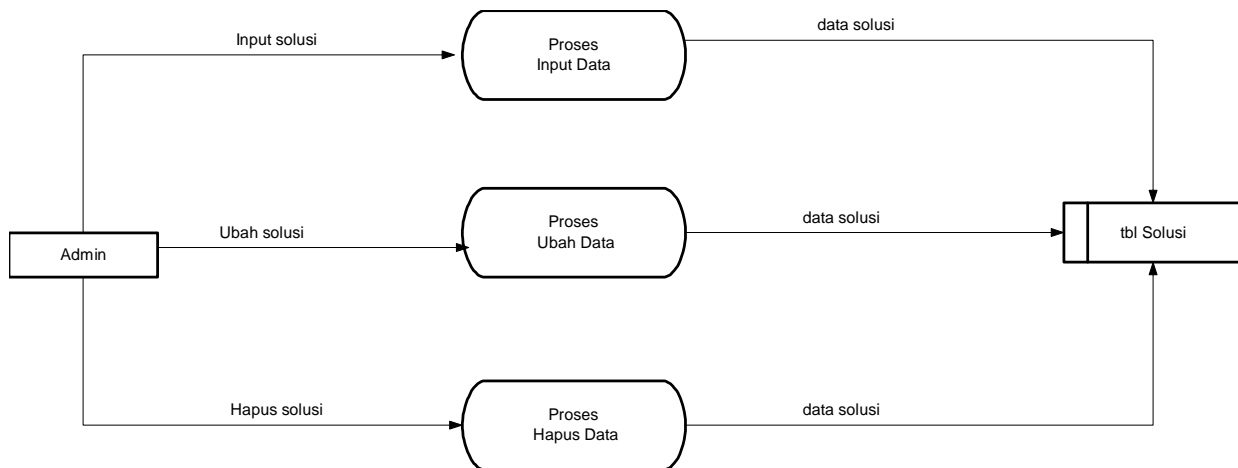 Input solusi
Proses
Input Data
data solusi
Admin
Ubah solusi
Proses
Ubah Data
data solusi
tbl Solusi
Hapus solusi
Proses
Hapus Data
data solusi